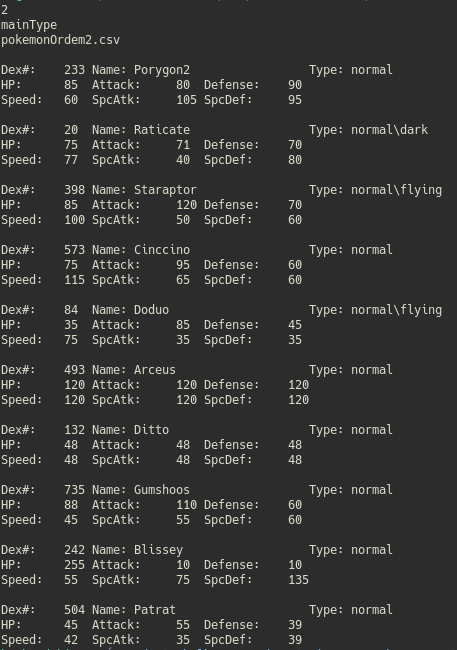 2
mainType
pokemonOrdem2.csv
Dex#: 233 Name: Porygon2 Type: normal
HP: 85 Attack: 80 Defense: 90
Speed: 60 SpcAtk: 105 SpcDef: 95
Dex#: 20 Name: Raticate Type: normal\dark
HP: 75 Attack: 71 Defense: 70
Speed: 77 SpcAtk: 40 SpcDef: 80
Dex#: 398 Name: Staraptor Type: normal\flying
HP: 85 Attack: 120 Defense: 70
Speed: 100 SpcAtk: 50 SpcDef: 60
Dex#: 573 Name: Cinccino Type: normal
HP: 75 Attack: 95 Defense: 60
Speed: 115 SpcAtk: 65 SpcDef: 60
Dex#: 84 Name: Doduo Type: normal\flying
HP: 35 Attack: 85 Defense: 45
Speed: 75 SpcAtk: 35 SpcDef: 35
Dex#: 493 Name: Arceus Type: normal
HP: 120 Attack: 120 Defense: 120
Speed: 120 SpcAtk: 120 SpcDef: 120
Dex#: 132 Name: Ditto Type: normal
HP: 48 Attack: 48 Defense: 48
Speed: 48 SpcAtk: 48 SpcDef: 48
Dex#: 735 Name: Gumshoos Type: normal
HP: 88 Attack: 110 Defense: 60
Speed: 45 SpcAtk: 55 SpcDef: 60
Dex#: 242 Name: Blissey Type: normal
HP: 255 Attack: 10 Defense: 10
Speed: 55 SpcAtk: 75 SpcDef: 135
Dex#: 504 Name: Patrat Type: normal
HP: 45 Attack: 55 Defense: 39
Speed: 42 SpcAtk: 35 SpcDef: 39